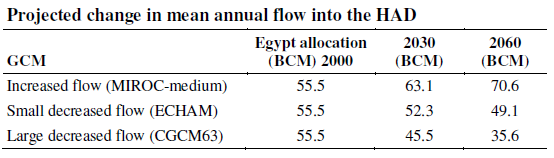 Projected change in mean annual flow into the HAD
Egypt allocation 2030 2060
GCM (BCM) 2000 (BCM) (BCM)
Increased flow (MIROC-medium) 55.5 63.1 70.6
Small decreased flow (ECHAM) 55.5 52.3 49.1
Large decreased flow (CGCM63) 55.5 45.5 35.6